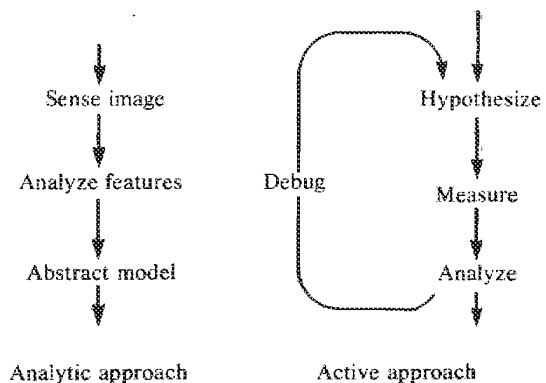 Sense image
Analyze features
Abstract model
Analytic approach
Hypothesize
Debug
Measure
Analyze
Active approach